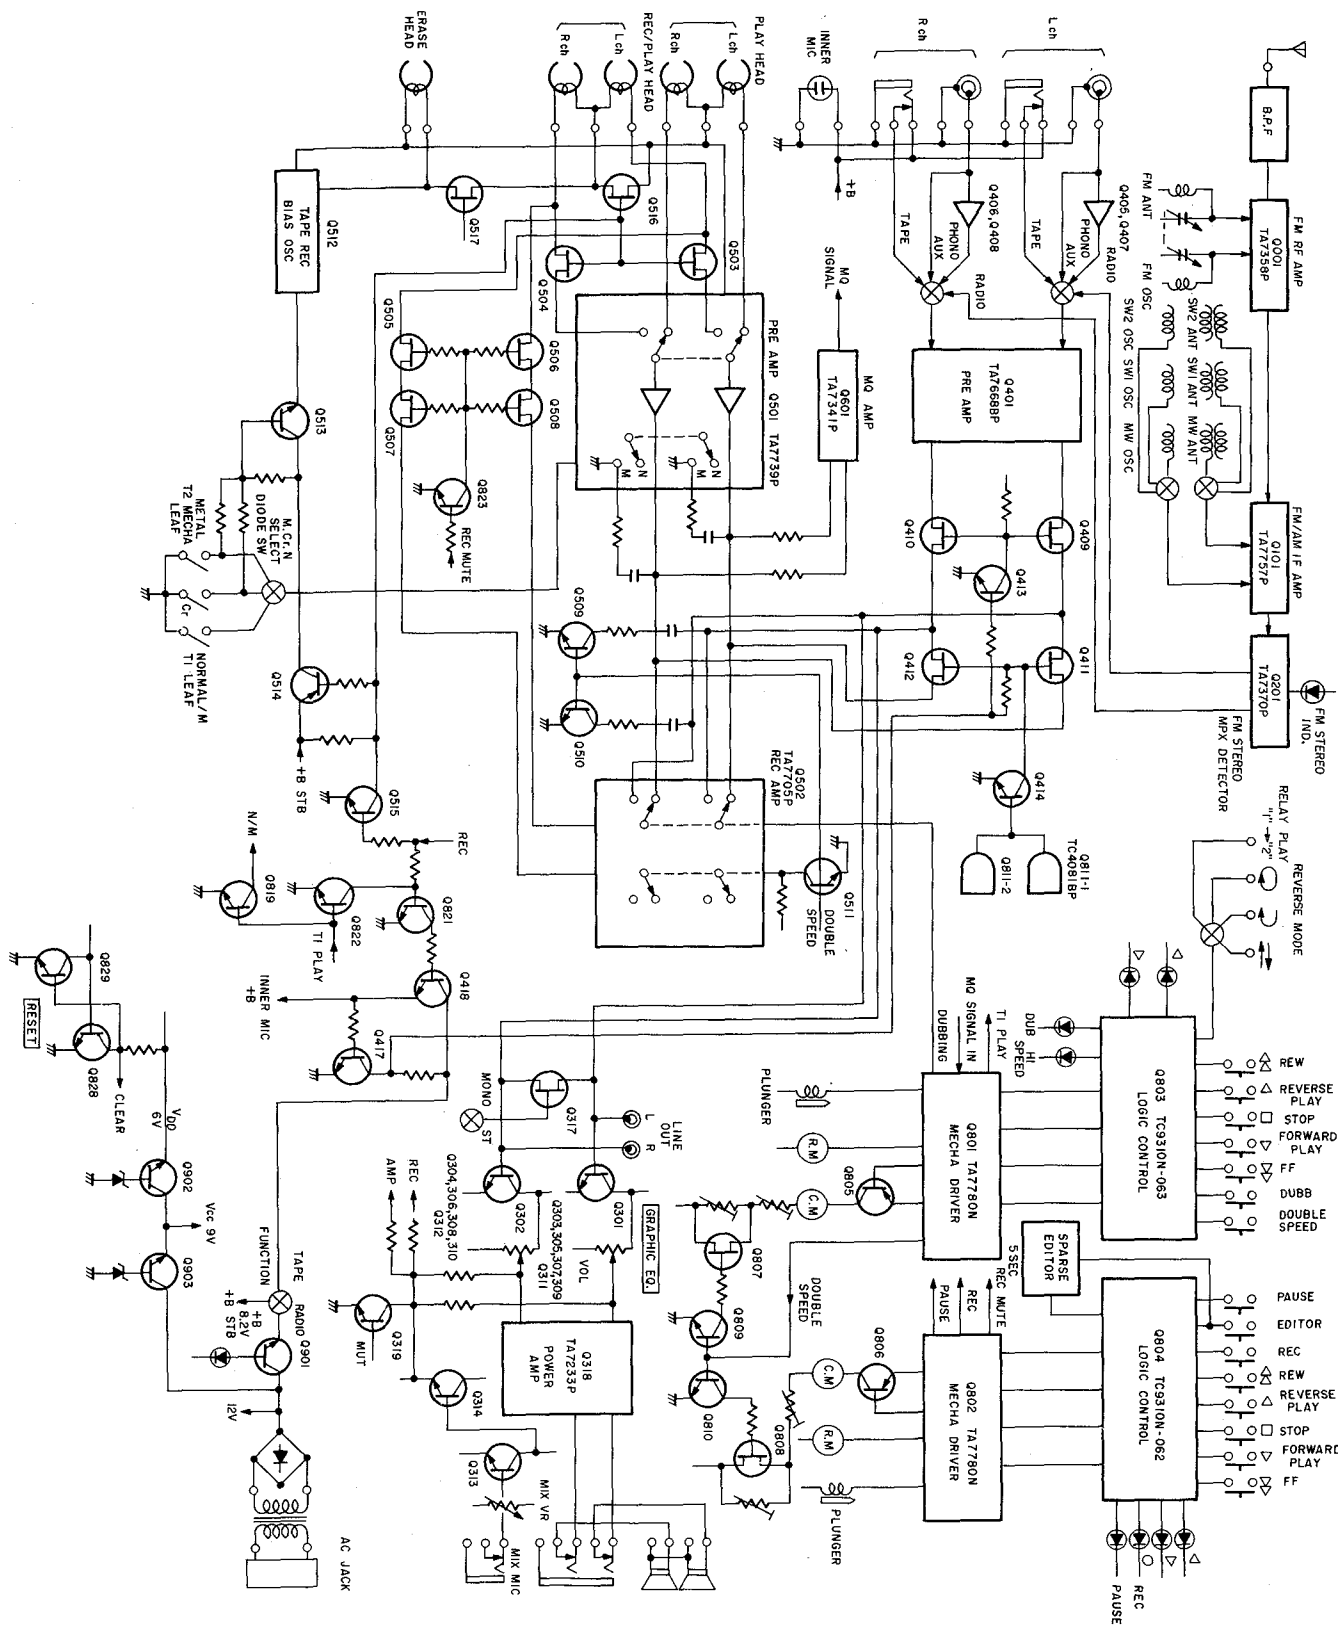 ERASE
HEAD
R ch
L ch
REC/PLAY HEAD
R ch
L ch
PLAY HEAD
INNER
MIC
R ch
L ch
B.P.F
FM RF AMP
Q001
TA7358P
FM ANT
FM OSC
SW2 ANT SW1 ANT MW ANT
SW2 OSC SW1 OSC MW OSC
FM/AM IF AMP
Q101
TA7757P
Q201
TA7370P
FM STEREO
IND.
FM STEREO
MPX DETECTOR
+B
Q406,Q408
Q405,Q407
TAPE
AUX
PHONO
RADIO
TAPE
AUX
PHONO
RADIO
Q401
TA7668BP
PRE AMP
MQ
SIGNAL
MQ AMP
Q601
TA7341P
Q409
Q410
Q413
Q411
Q412
Q414
Q811-1
TC4081BP
Q811-2
Q512
TAPE REC
BIAS OSC
Q517
Q516
Q503
Q504
Q505
Q506
Q507
Q508
PRE AMP Q501 TA7739P
N
M
N
M
Q823
REC MUTE
Q513
M.Cr.N
SELECT
DIODE SW
METAL
T2 MECHA
LEAF
Cr
NORMAL/M
T1 LEAF
Q514
+B STB
Q509
Q510
Q502
TA7705P
REC AMP
Q511
DOUBLE
SPEED
Q515
REC
N/M
Q819
Q822
T1 PLAY
Q821
Q418
INNER MIC
+B
Q417
Q829
RESET
Q828
CLEAR
VDD
6V
Q902
Vcc 9V
Q903
FUNCTION
TAPE
RADIO
+B
8.2V
+B
STB
Q901
12V
AC JACK
MONO
ST
Q317
LINE
OUT
L
R
Q304,306,308,310
Q312
Q302
Q303,305,307,309
Q311
Q301
GRAPHIC EQ.
REC
AMP
VOL
Q319
MUT
Q318
TA7233P
POWER
AMP
Q314
Q313
MIX VR
MIX MIC
RELAY PLAY
"1" → "2"
REVERSE MODE
DUB
HI
SPEED
Q803 TC9310N-063
LOGIC CONTROL
REW
REVERSE
PLAY
STOP
FORWARD
PLAY
FF
DUBB
DOUBLE
SPEED
DUBBING
MQ SIGNAL IN
T1 PLAY
PLUNGER
R.M
C.M
Q805
Q801 TA7780N
MECHA DRIVER
Q807
Q809
DOUBLE
SPEED
Q810
Q808
SPARSE
EDITOR
5SEC
PAUSE
REC
REC MUTE
Q806
C.M
R.M
PLUNGER
Q802 TA7780N
MECHA DRIVER
Q804 TC9310N-062
LOGIC CONTROL
PAUSE
EDITOR
REC
REW
REVERSE
PLAY
STOP
FORWARD
PLAY
FF
PAUSE
REC